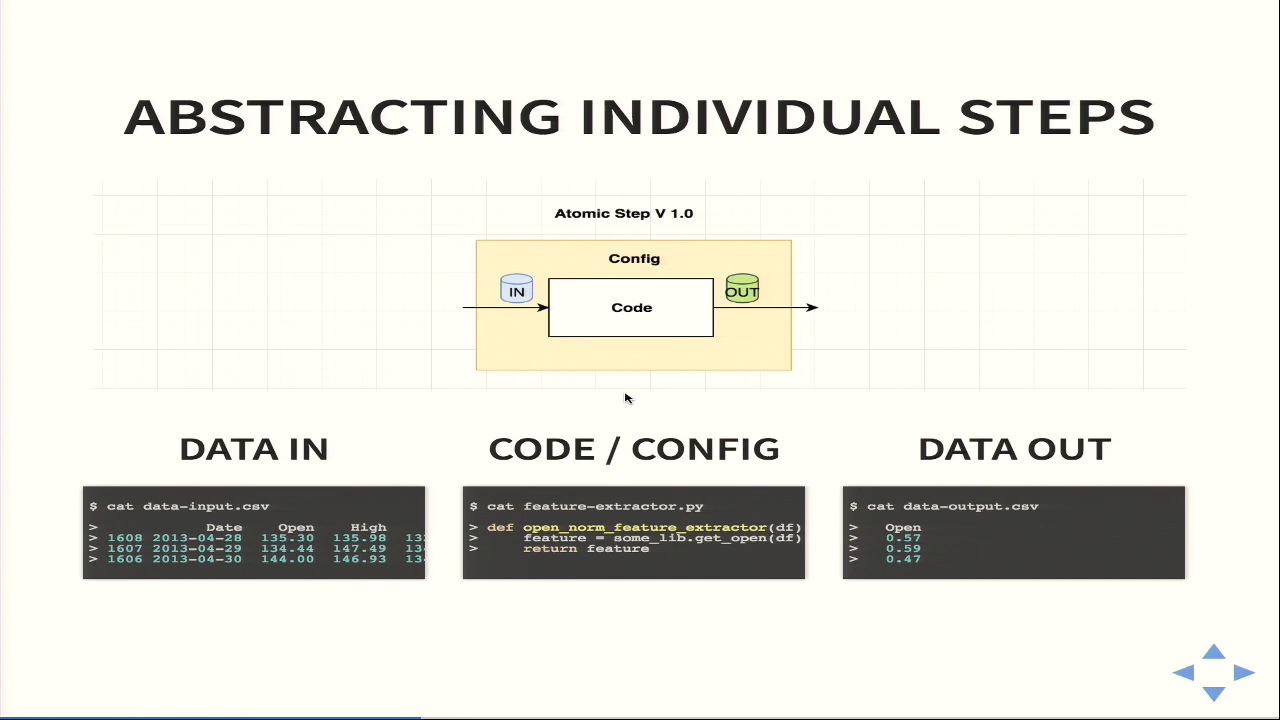 ABSTRACTING INDIVIDUAL STEPS
Atomic Step V 1.0
Config
IN
OUT
Code
DATA IN
CODE / CONFIG
DATA OUT
$ cat data-input.csv
> Date Open High
> 1608 2013-04-28 135.30 135.98 13
> 1607 2013-04-29 134.44 147.49 13
> 1606 2013-04-30 144.00 146.93 13
$ cat feature-extractor.py
> def open_norm_feature_extractor(df)
> feature = some_lib.get_open(df)
> return feature
$ cat data-output.csv
> Open
> 0.57
> 0.59
> 0.47